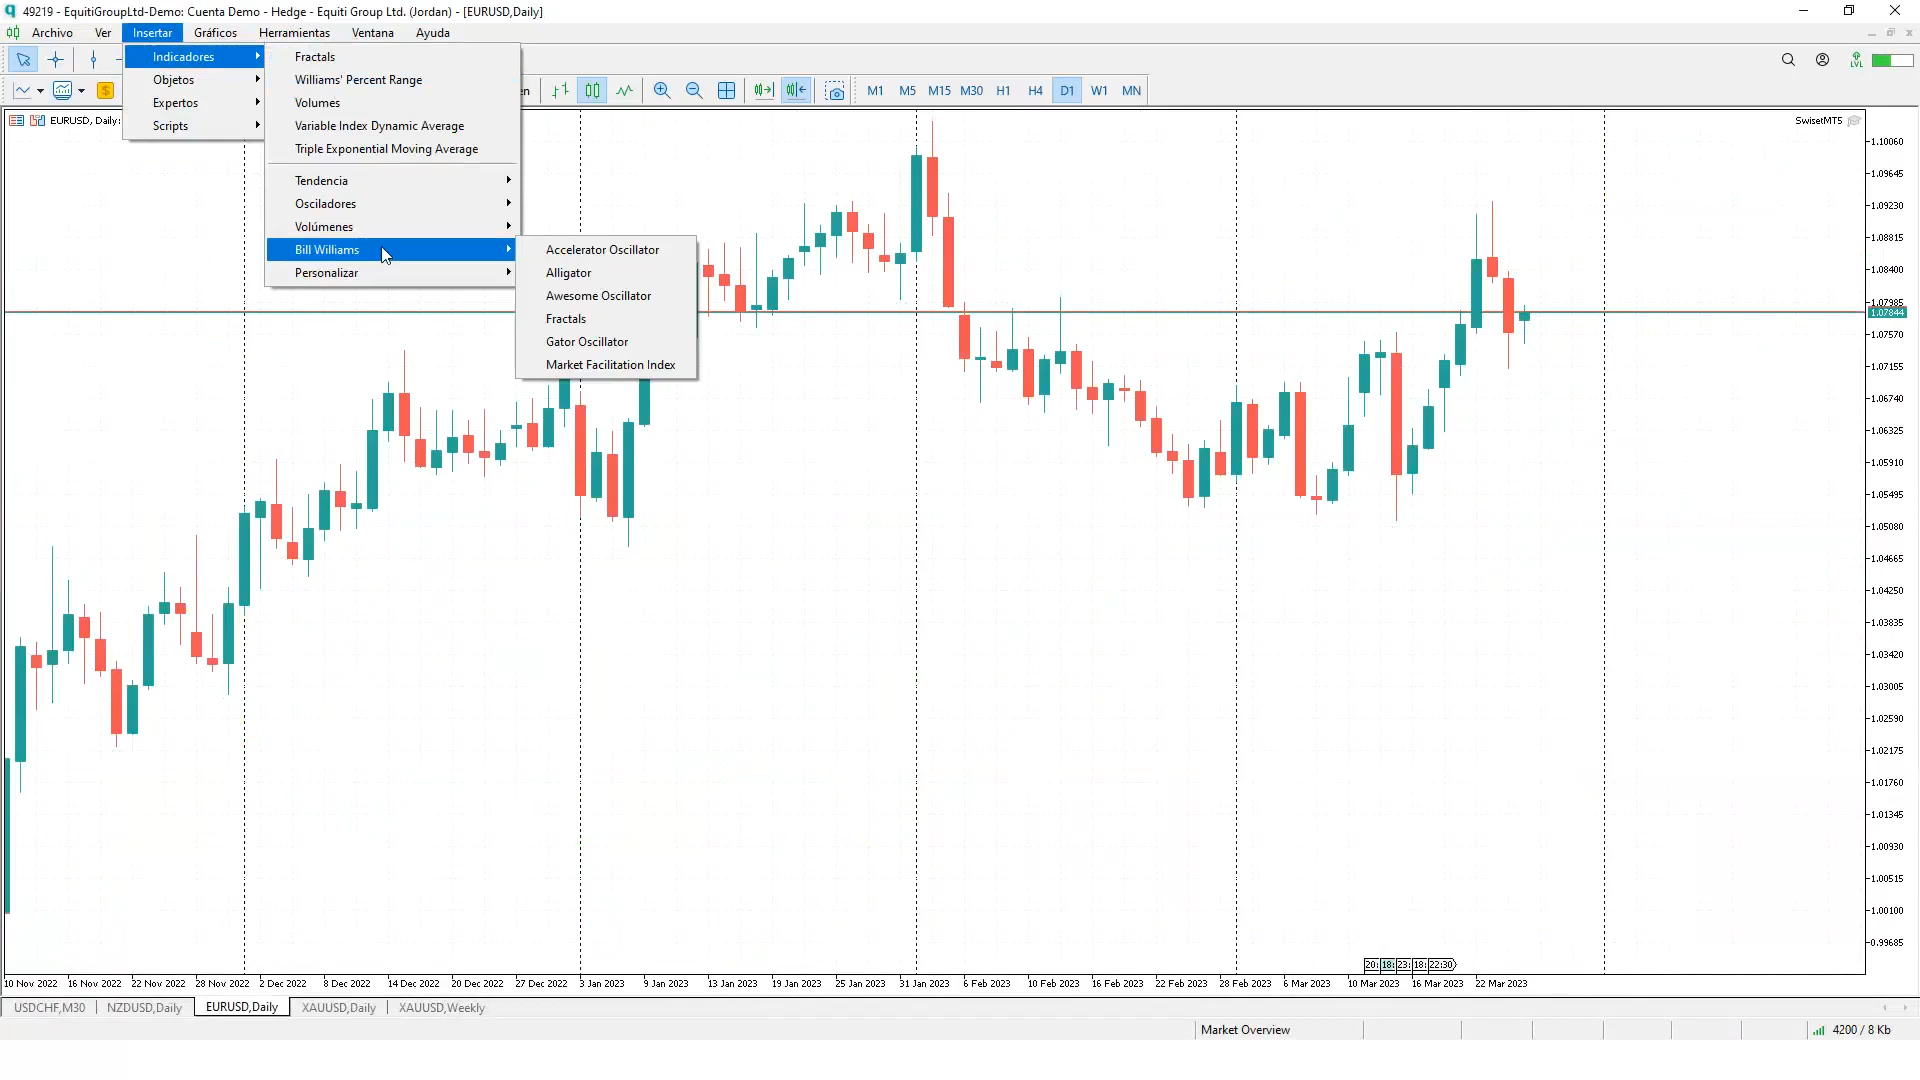 49219 - EquitiGroupLtd-Demo: Cuenta Demo - Hedge - Equiti Group Ltd. (Jordan) - [EURUSD,Daily]
Archivo Ver Insertar Gráficos Herramientas Ventana Ayuda
Indicadores
Objetos
Expertos
Scripts
Fractals
Williams' Percent Range
Volumes
Variable Index Dynamic Average
Triple Exponential Moving Average
Tendencia
Osciladores
Volúmenes
Bill Williams
Personalizar
Accelerator Oscillator
Alligator
Awesome Oscillator
Fractals
Gator Oscillator
Market Facilitation Index
LVL
M1 M5 M15 M30 H1 H4 D1 W1 MN
EURUSD, Daily:
SwisetMT5
1.10060
1.09645
1.09230
1.08815
1.08400
1.07985
1.07844
1.07570
1.07155
1.06740
1.06325
1.05910
1.05495
1.05080
1.04665
1.04250
1.03835
1.03420
1.03005
1.02590
1.02175
1.01760
1.01345
1.00930
1.00515
1.00100
0.99685
20: 18: 23: 18: 22:30
10 Nov 2022 16 Nov 2022 22 Nov 2022 28 Nov 2022 2 Dec 2022 8 Dec 2022 14 Dec 2022 20 Dec 2022 27 Dec 2022 3 Jan 2023 9 Jan 2023 13 Jan 2023 19 Jan 2023 25 Jan 2023 31 Jan 2023 6 Feb 2023 10 Feb 2023 16 Feb 2023 22 Feb 2023 28 Feb 2023 6 Mar 2023 10 Mar 2023 16 Mar 2023 22 Mar 2023
USDCHF,M30 NZDUSD,Daily EURUSD,Daily XAUUSD,Daily XAUUSD,Weekly
Market Overview 4200 / 8 Kb